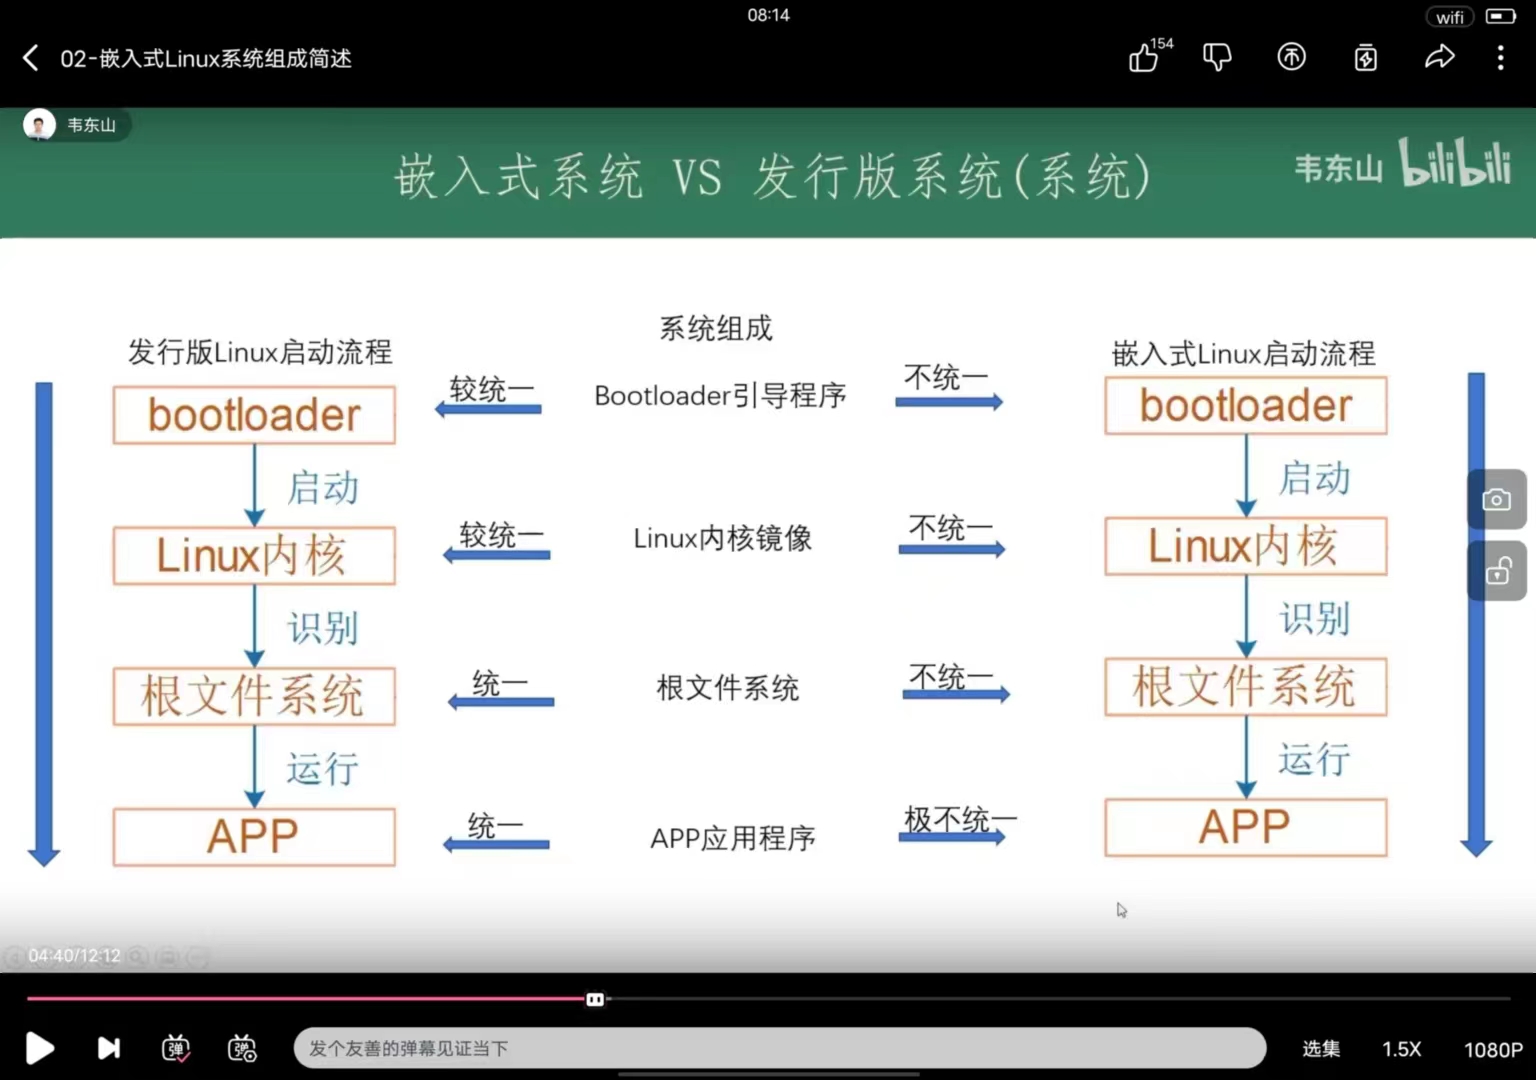 08:14
wifi
02-嵌入式Linux系统组成简述
154
韦东山
嵌入式系统 VS 发行版系统(系统)
韦东山 bilibili
系统组成
发行版Linux启动流程
嵌入式Linux启动流程
bootloader
较统一
Bootloader引导程序
不统一
bootloader
启动
启动
Linux内核
较统一
Linux内核镜像
不统一
Linux内核
识别
识别
根文件系统
统一
根文件系统
不统一
根文件系统
运行
运行
APP
统一
APP应用程序
极不统一
APP
04:40/12:12
弹
弹
发个友善的弹幕见证当下
选集
1.5X
1080P